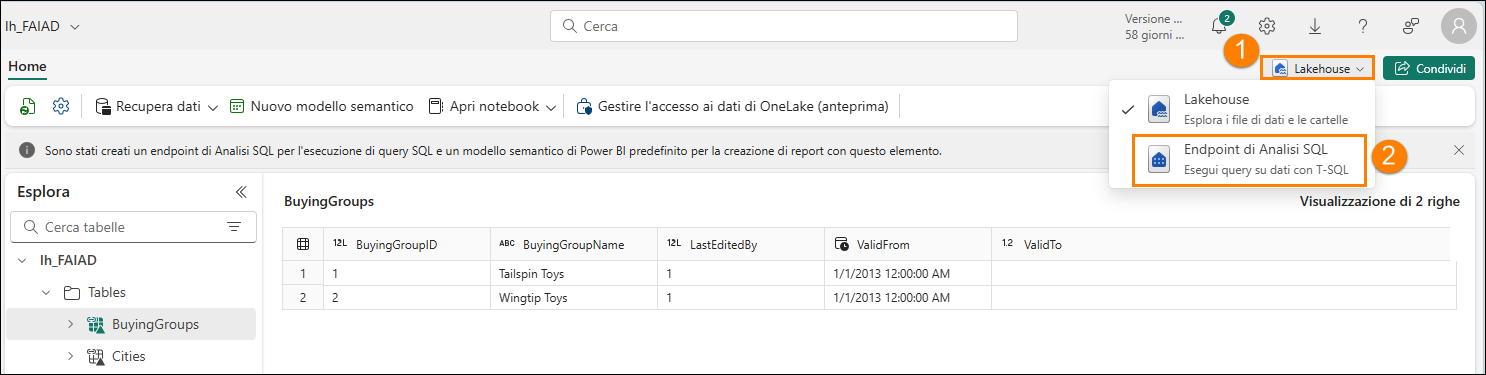 lh_FAIAD
Cerca
Versione ...
58 giorni ...
2
1
Home
Lakehouse
Condividi
Recupera dati
Nuovo modello semantico
Apri notebook
Gestire l'accesso ai dati di OneLake (anteprima)
Lakehouse
Esplora i file di dati e le cartelle
Sono stati creati un endpoint di Analisi SQL per l'esecuzione di query SQL e un modello semantico di Power BI predefinito per la creazione di report con questo elemento.
Endpoint di Analisi SQL
Esegui query su dati con T-SQL
2
Esplora
Cerca tabelle
lh_FAIAD
Tables
BuyingGroups
Cities
BuyingGroups
Visualizzazione di 2 righe
12L BuyingGroupID ABC BuyingGroupName 12L LastEditedBy ValidFrom 1.2 ValidTo
1 1 Tailspin Toys 1 1/1/2013 12:00:00 AM
2 2 Wingtip Toys 1 1/1/2013 12:00:00 AM